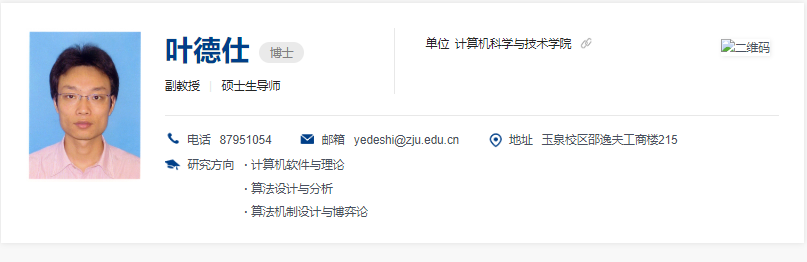 叶德仕 博士
单位 计算机科学与技术学院
二维码
副教授 硕士生导师
电话 87951054 邮箱 yedeshi@zju.edu.cn 地址 玉泉校区邵逸夫工商楼215
研究方向 · 计算机软件与理论
· 算法设计与分析
· 算法机制设计与博弈论